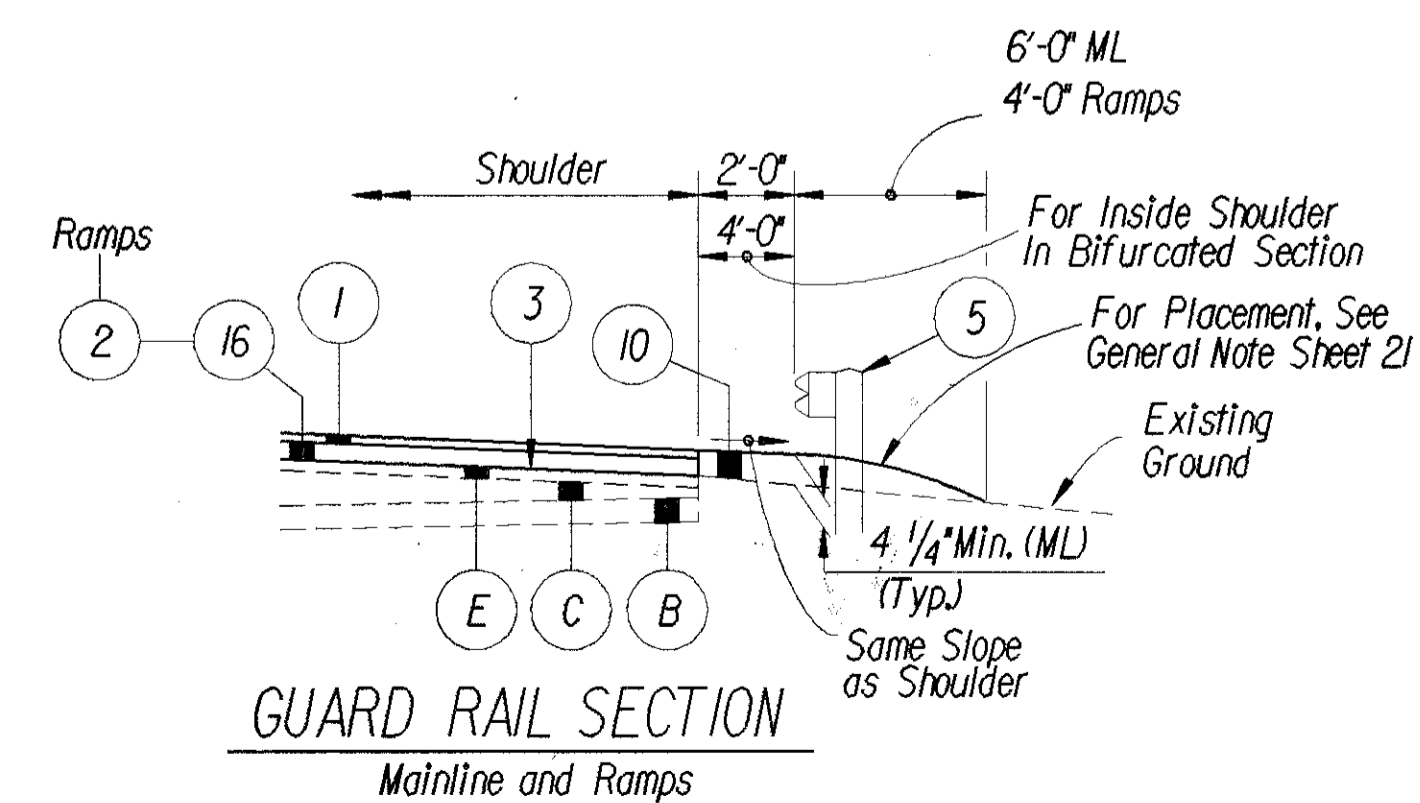 6'-0" ML
4'-0" Ramps
Shoulder
2'-0"
4'-0"
For Inside Shoulder
In Bifurcated Section
Ramps
1
3
2
16
10
5
For Placement, See
General Note Sheet 21
Existing
Ground
4 1/4" Min. (ML)
(Typ.)
E
C
B
Same Slope
as Shoulder
GUARD RAIL SECTION
Mainline and Ramps